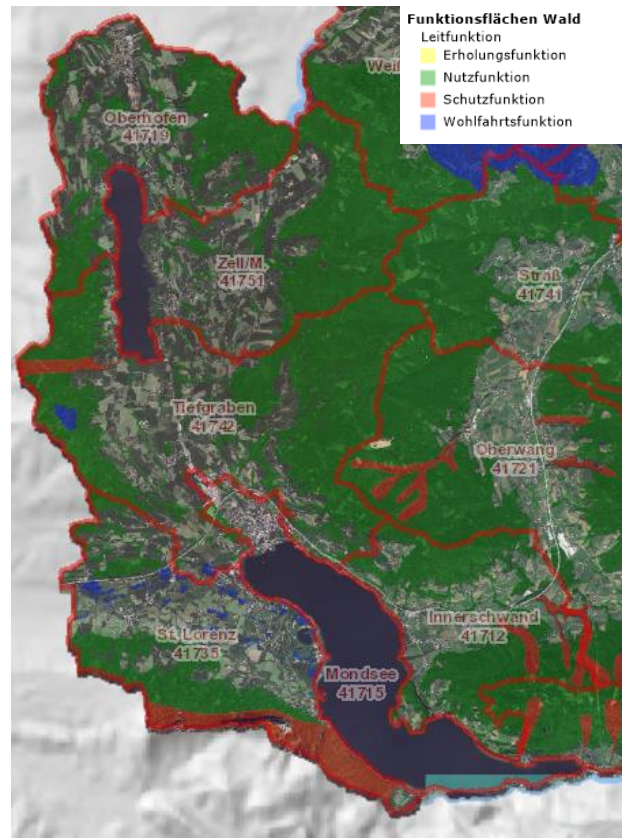 Funktionsflächen Wald
Leitfunktion
Erholungsfunktion
Nutzfunktion
Schutzfunktion
Wohlfahrtsfunktion
Weiß
Oberhofen
41719
Zell/M.
41751
Straß
41741
Tiefgraben
41742
Oberwang
41721
Innerschwand
41712
St. Lorenz
41735
Mondsee
41715